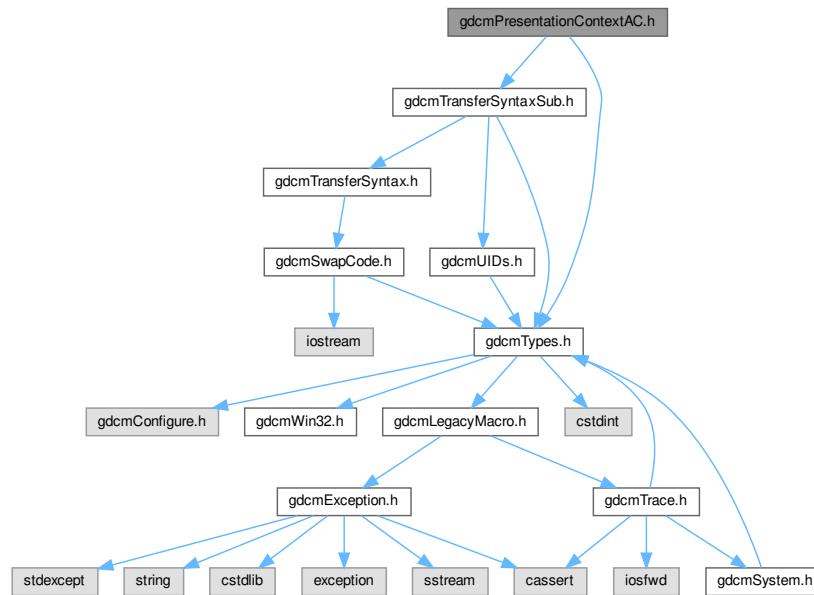 gdcmPresentationContextAC.h
gdcmTransferSyntaxSub.h
gdcmTransferSyntax.h
gdcmSwapCode.h
gdcmUIDs.h
iostream
gdcmTypes.h
gdcmConfigure.h
gdcmWin32.h
gdcmLegacyMacro.h
cstdint
gdcmException.h
gdcmTrace.h
stdexcept
string
cstdlib
exception
sstream
cassert
iosfwd
gdcmSystem.h